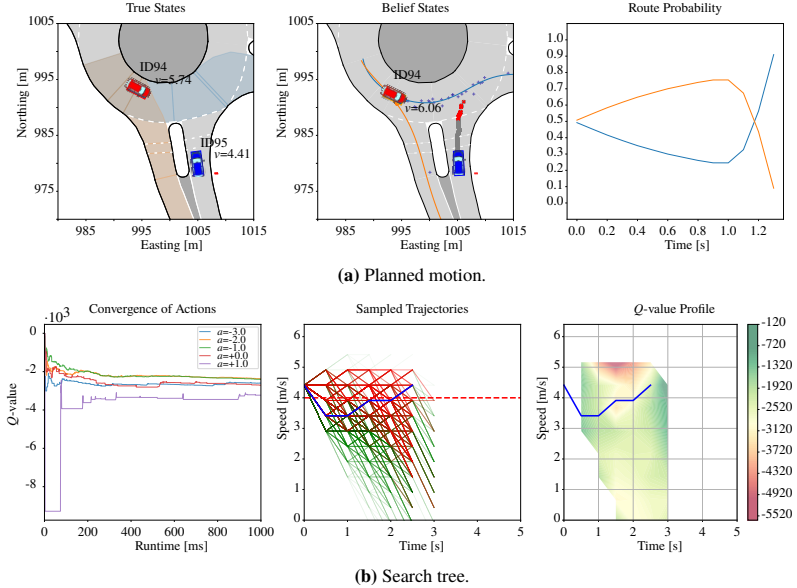 True States
Belief States
Route Probability
1005
995
985
975
Northing [m]
ID94
v=5.74
ID95
v=4.41
985
995
1005
1015
Easting [m]
1005
995
985
975
Northing [m]
ID94
v=6.06
985
995
1005
1015
Easting [m]
1.0
0.9
0.8
0.7
0.6
0.5
0.4
0.3
0.2
0.1
0.0
0.0
0.2
0.4
0.6
0.8
1.0
1.2
Time [s]
(a) Planned motion.
Convergence of Actions
Sampled Trajectories
Q-value Profile
·10³
0
-2
-4
-6
-8
Q-value
a=-3.0
a=-2.0
a=-1.0
a=+0.0
a=+1.0
0
200
400
600
800
1000
Runtime [ms]
6
5
4
3
2
1
0
Speed [m/s]
0
1
2
3
4
5
Time [s]
6
5
4
3
2
1
0
Speed [m/s]
0
1
2
3
4
5
Time [s]
-120
-720
-1320
-1920
-2520
-3120
-3720
-4320
-4920
-5520
(b) Search tree.